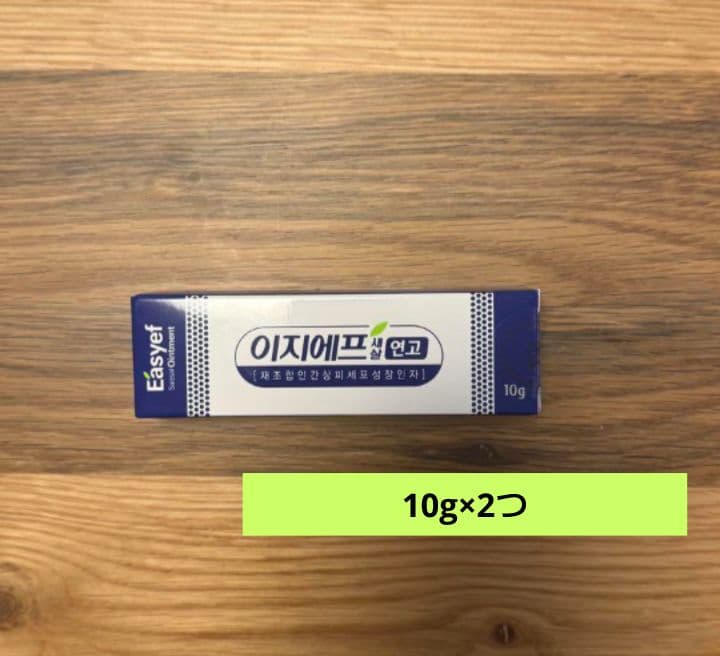 Easyef
Saesal Ointment
이지에프 새살 연고
[재조합인간상피세포성장인자]
10g
10g×2つ